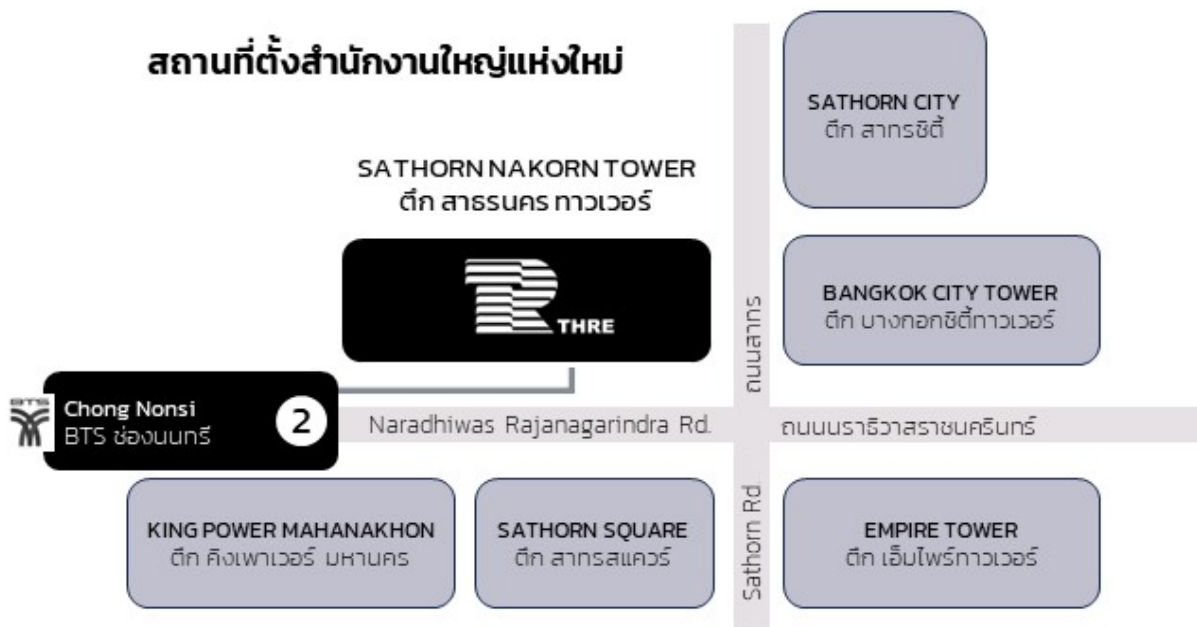 สถานที่ตั้งสำนักงานใหญ่แห่งใหม่
SATHORN CITY
ตึก สาทรซิตี้
SATHORN NAKORN TOWER
ตึก สาธรนคร ทาวเวอร์
TR THRE
BANGKOK CITY TOWER
ตึก บางกอกซิตี้ทาวเวอร์
ถนนสาทร
BTS
Chong Nonsi
BTS ช่องนนทรี
2
Naradhiwas Rajanagarindra Rd.
ถนนนราธิวาสราชนครินทร์
KING POWER MAHANAKHON
ตึก คิงเพาเวอร์ มหานคร
SATHORN SQUARE
ตึก สาทรสแควร์
Sathorn Rd.
EMPIRE TOWER
ตึก เอ็มไพร์ทาวเวอร์